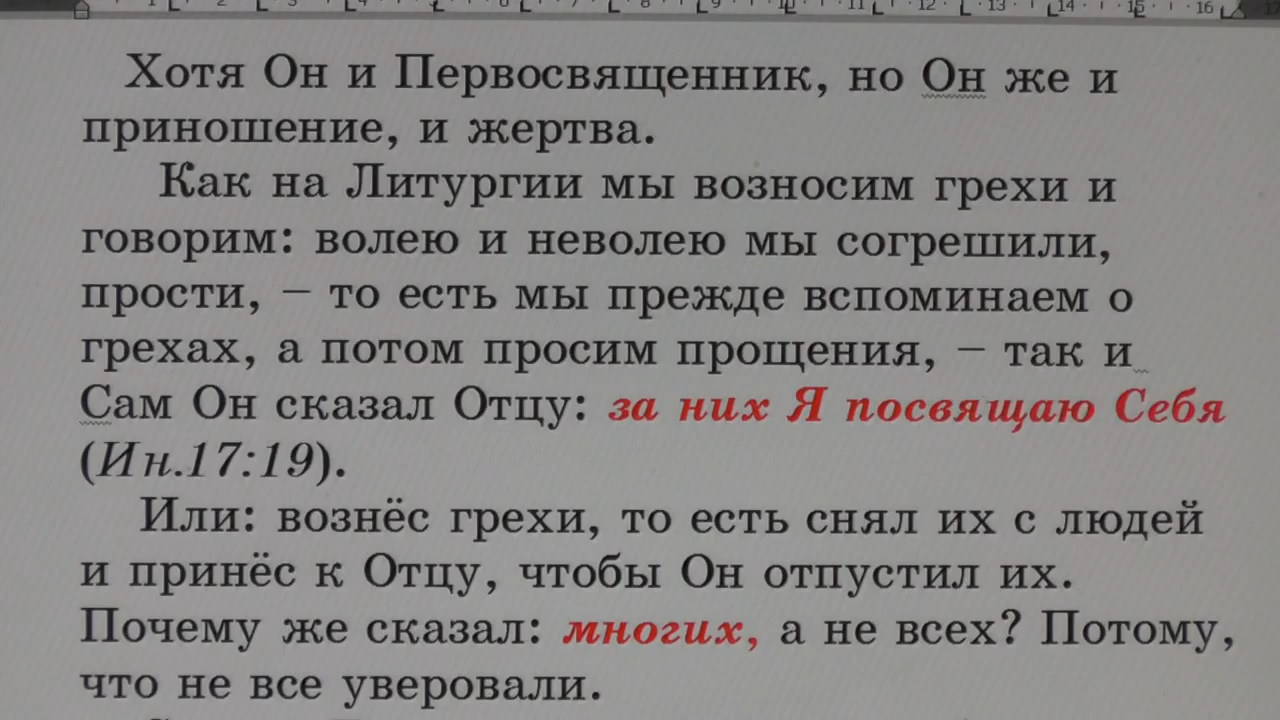 Хотя Он и Первосвященник, но Он же и
приношение, и жертва.
Как на Литургии мы возносим грехи и
говорим: волею и неволею мы согрешили,
прости, – то есть мы прежде вспоминаем о
грехах, а потом просим прощения, – так и
Сам Он сказал Отцу: за них Я посвящаю Себя
(Ин.17:19).
Или: вознёс грехи, то есть снял их с людей
и принёс к Отцу, чтобы Он отпустил их.
Почему же сказал: многих, а не всех? Потому,
что не все уверовали.